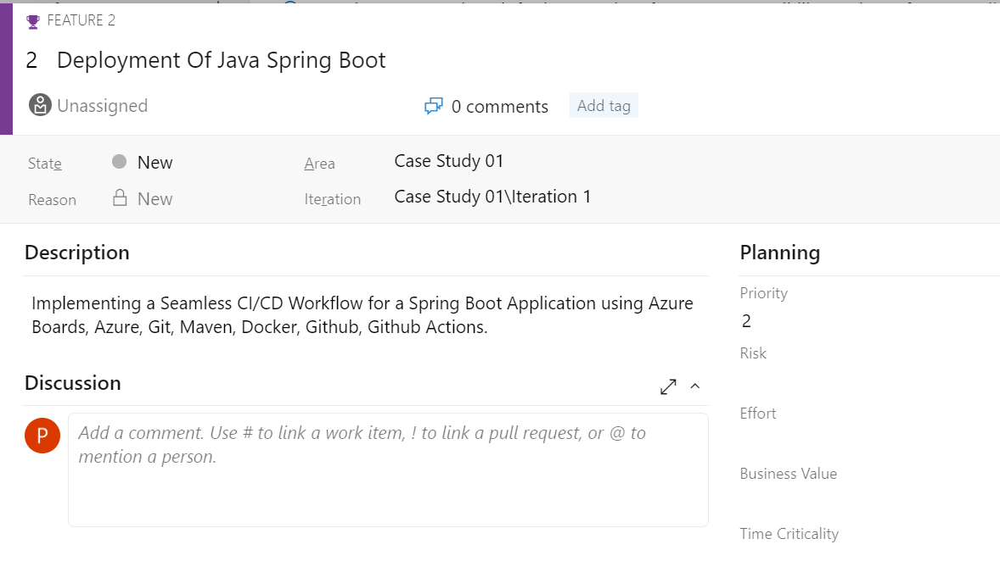 FEATURE 2
2 Deployment Of Java Spring Boot
Unassigned
0 comments
Add tag
State
New
Area
Case Study 01
Reason
New
Iteration
Case Study 01\Iteration 1
Description
Implementing a Seamless CI/CD Workflow for a Spring Boot Application using Azure
Boards, Azure, Git, Maven, Docker, Github, Github Actions.
Discussion
P
Add a comment. Use # to link a work item, ! to link a pull request, or @ to
mention a person.
Planning
Priority
2
Risk
Effort
Business Value
Time Criticality